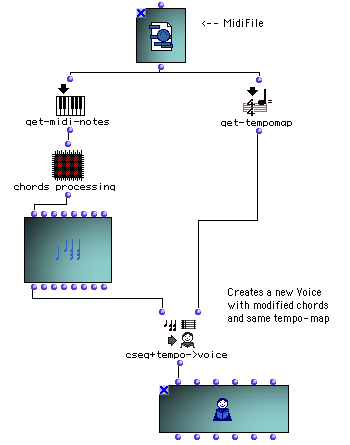 <-- MidiFile
get-midi-notes
get-tempomap
chords processing
Creates a new Voice
with modified chords
and same tempo-map
cseq+tempo->voice